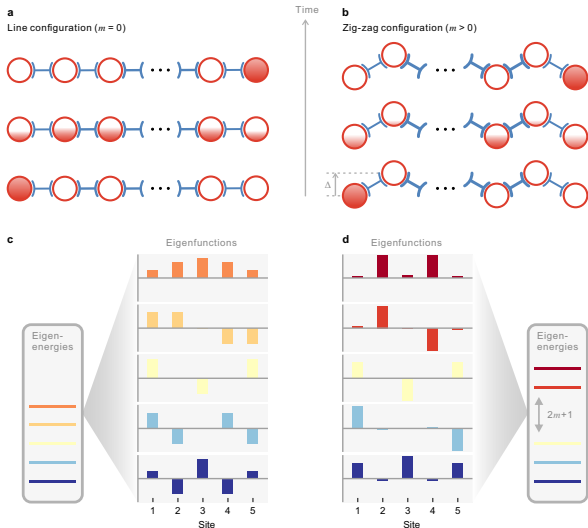 a
Line configuration (m = 0)
Time
b
Zig-zag configuration (m > 0)
Δ
c
Eigenfunctions
Eigen-
energies
1 2 3 4 5
Site
d
Eigenfunctions
Eigen-
energies
2m+1
1 2 3 4 5
Site